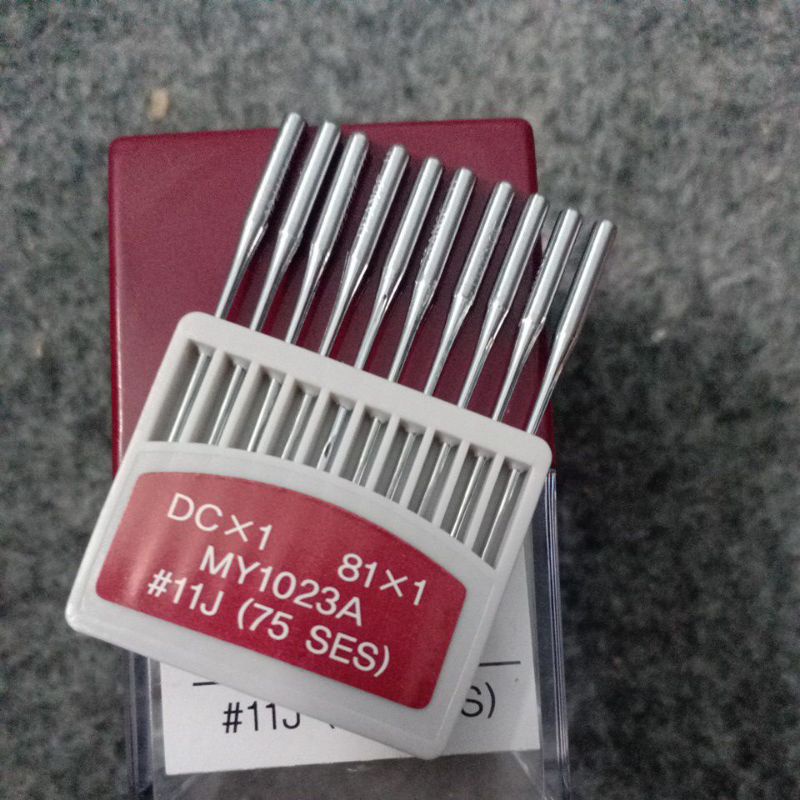 DC×1 81×1
MY1023A
#11J (75 SES)
#11J ( S)